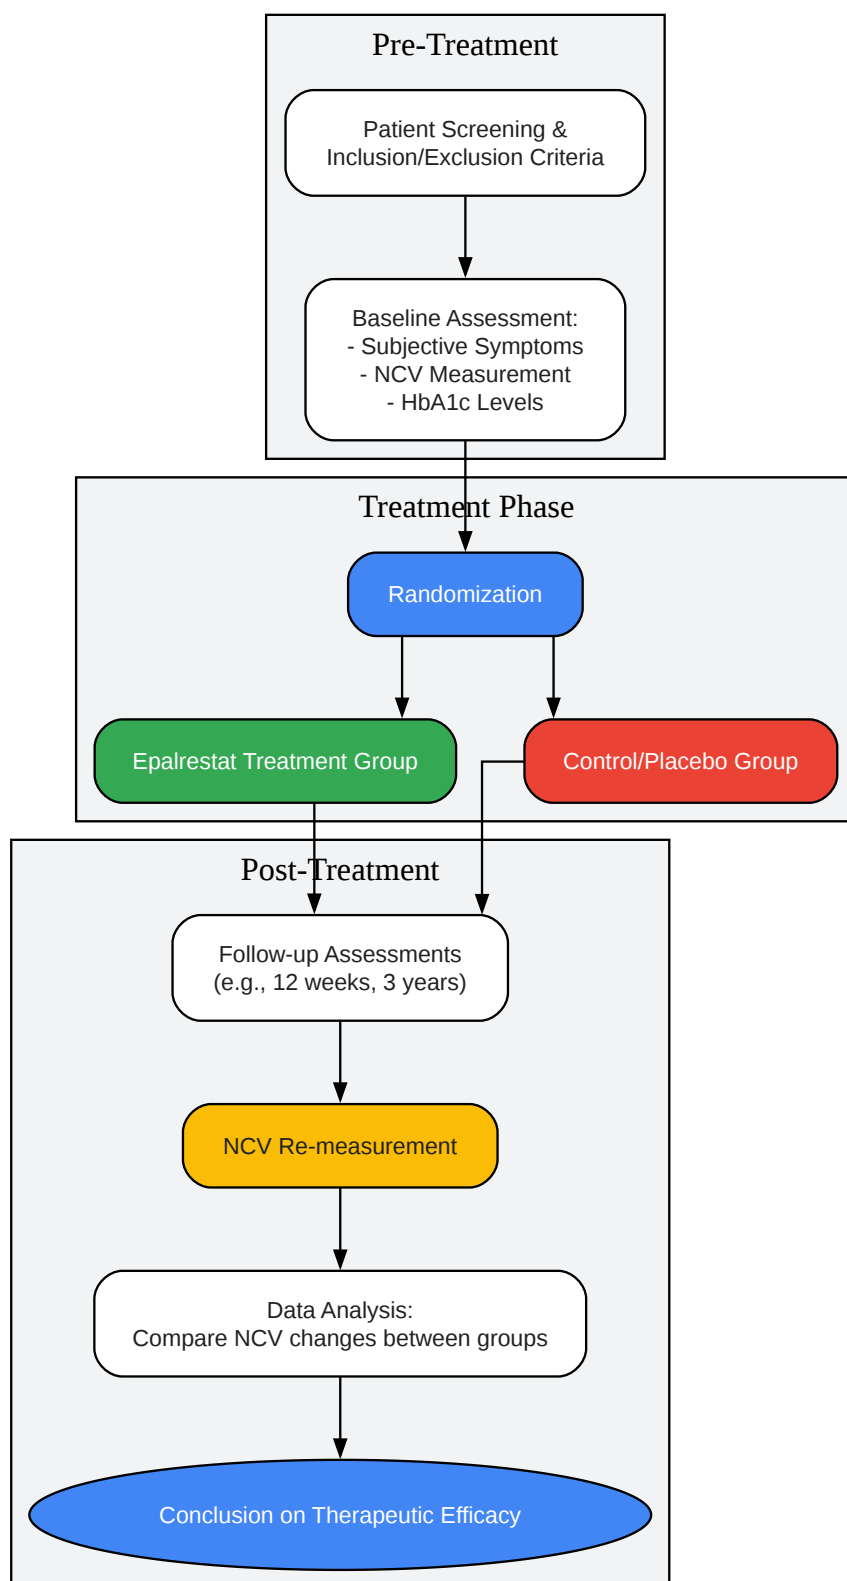 Pre-Treatment
Patient Screening &
Inclusion/Exclusion Criteria
Baseline Assessment:
- Subjective Symptoms
- NCV Measurement
- HbA1c Levels
Treatment Phase
Randomization
Epalrestat Treatment Group
Control/Placebo Group
Post-Treatment
Follow-up Assessments
(e.g., 12 weeks, 3 years)
NCV Re-measurement
Data Analysis:
Compare NCV changes between groups
Conclusion on Therapeutic Efficacy